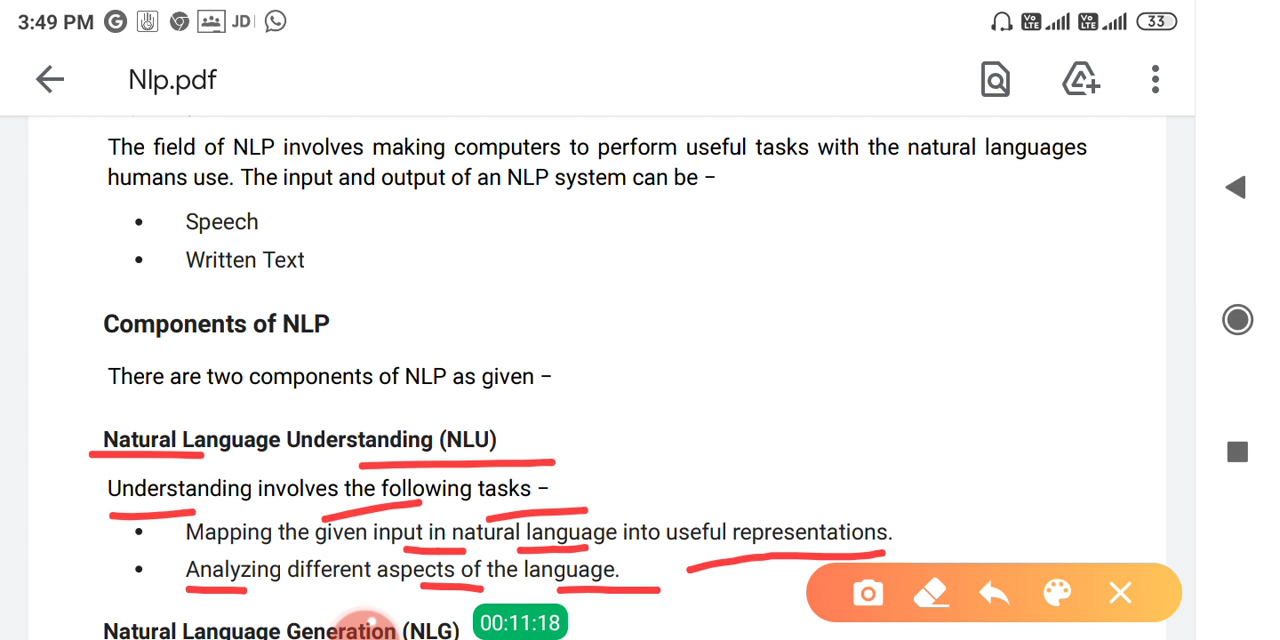 3:49 PM G JD Vo LTE Vo LTE 33
Nlp.pdf
The field of NLP involves making computers to perform useful tasks with the natural languages
humans use. The input and output of an NLP system can be −
• Speech
• Written Text
Components of NLP
There are two components of NLP as given −
Natural Language Understanding (NLU)
Understanding involves the following tasks −
• Mapping the given input in natural language into useful representations.
• Analyzing different aspects of the language.
Natural Language Generation (NLG)
00:11:18